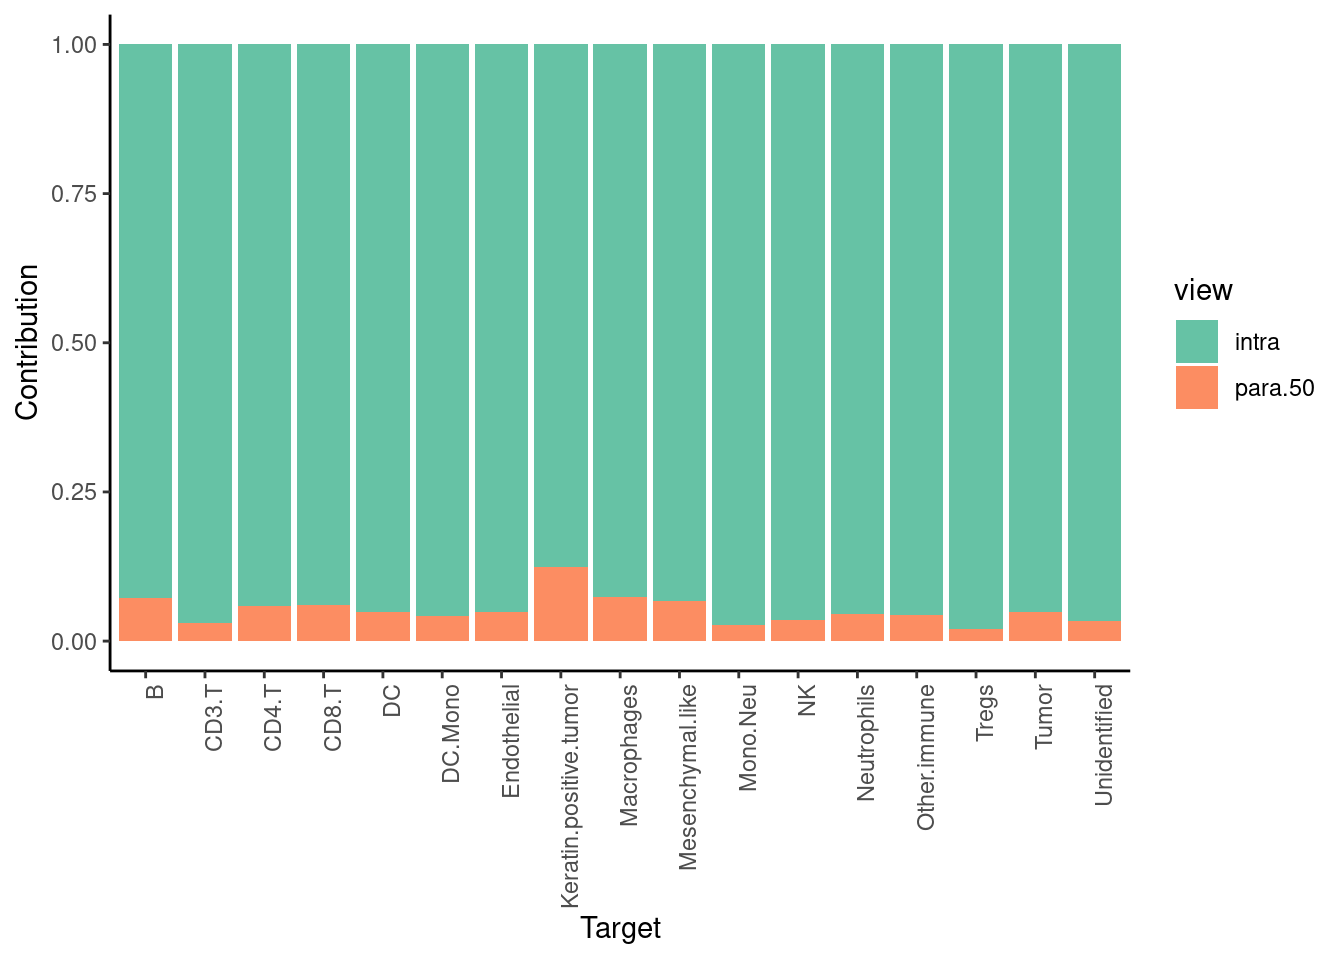 1.00
0.75
0.50
0.25
0.00
Contribution
B
CD3.T
CD4.T
CD8.T
DC
DC.Mono
Endothelial
Keratin.positive.tumor
Macrophages
Mesenchymal.like
Mono.Neu
NK
Neutrophils
Other.immune
Tregs
Tumor
Unidentified
Target
view
intra
para.50